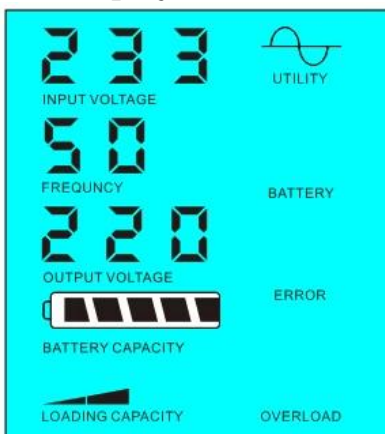 233
INPUT VOLTAGE
UTILITY
50
FREQUNCY
BATTERY
220
OUTPUT VOLTAGE
ERROR
BATTERY CAPACITY
LOADING CAPACITY
OVERLOAD